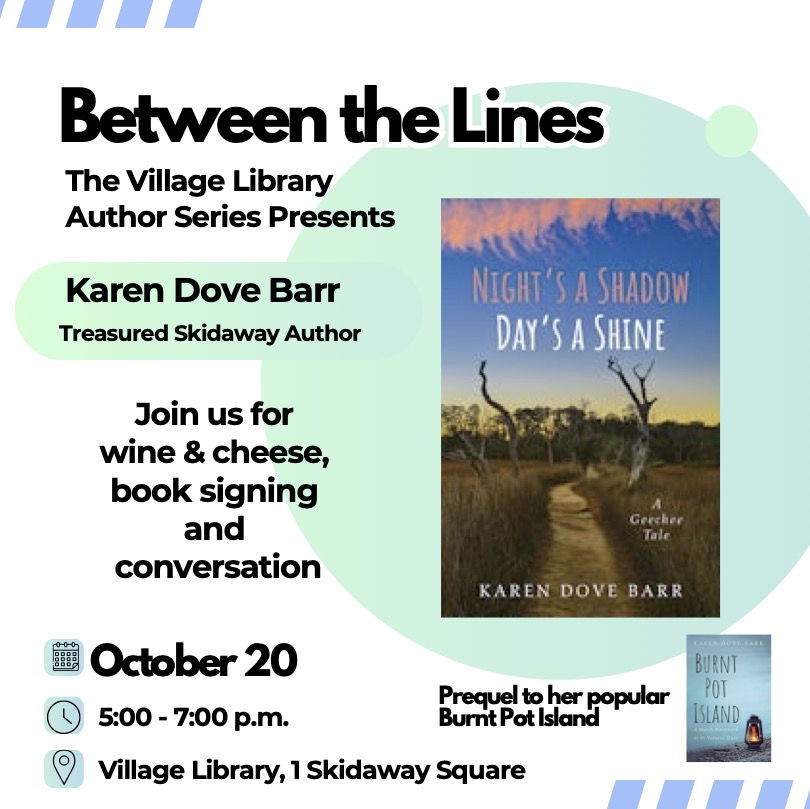 Between the Lines
The Village Library
Author Series Presents
Karen Dove Barr
Treasured Skidaway Author
Join us for
wine & cheese,
book signing
and
conversation
October 20
5:00 - 7:00 p.m.
Village Library, 1 Skidaway Square
NIGHT'S A SHADOW
DAY'S A SHINE
A
Geechee
Tale
KAREN DOVE BARR
Prequel to her popular
Burnt Pot Island
KAREN DOVE BARR
BURNT
POT
ISLAND